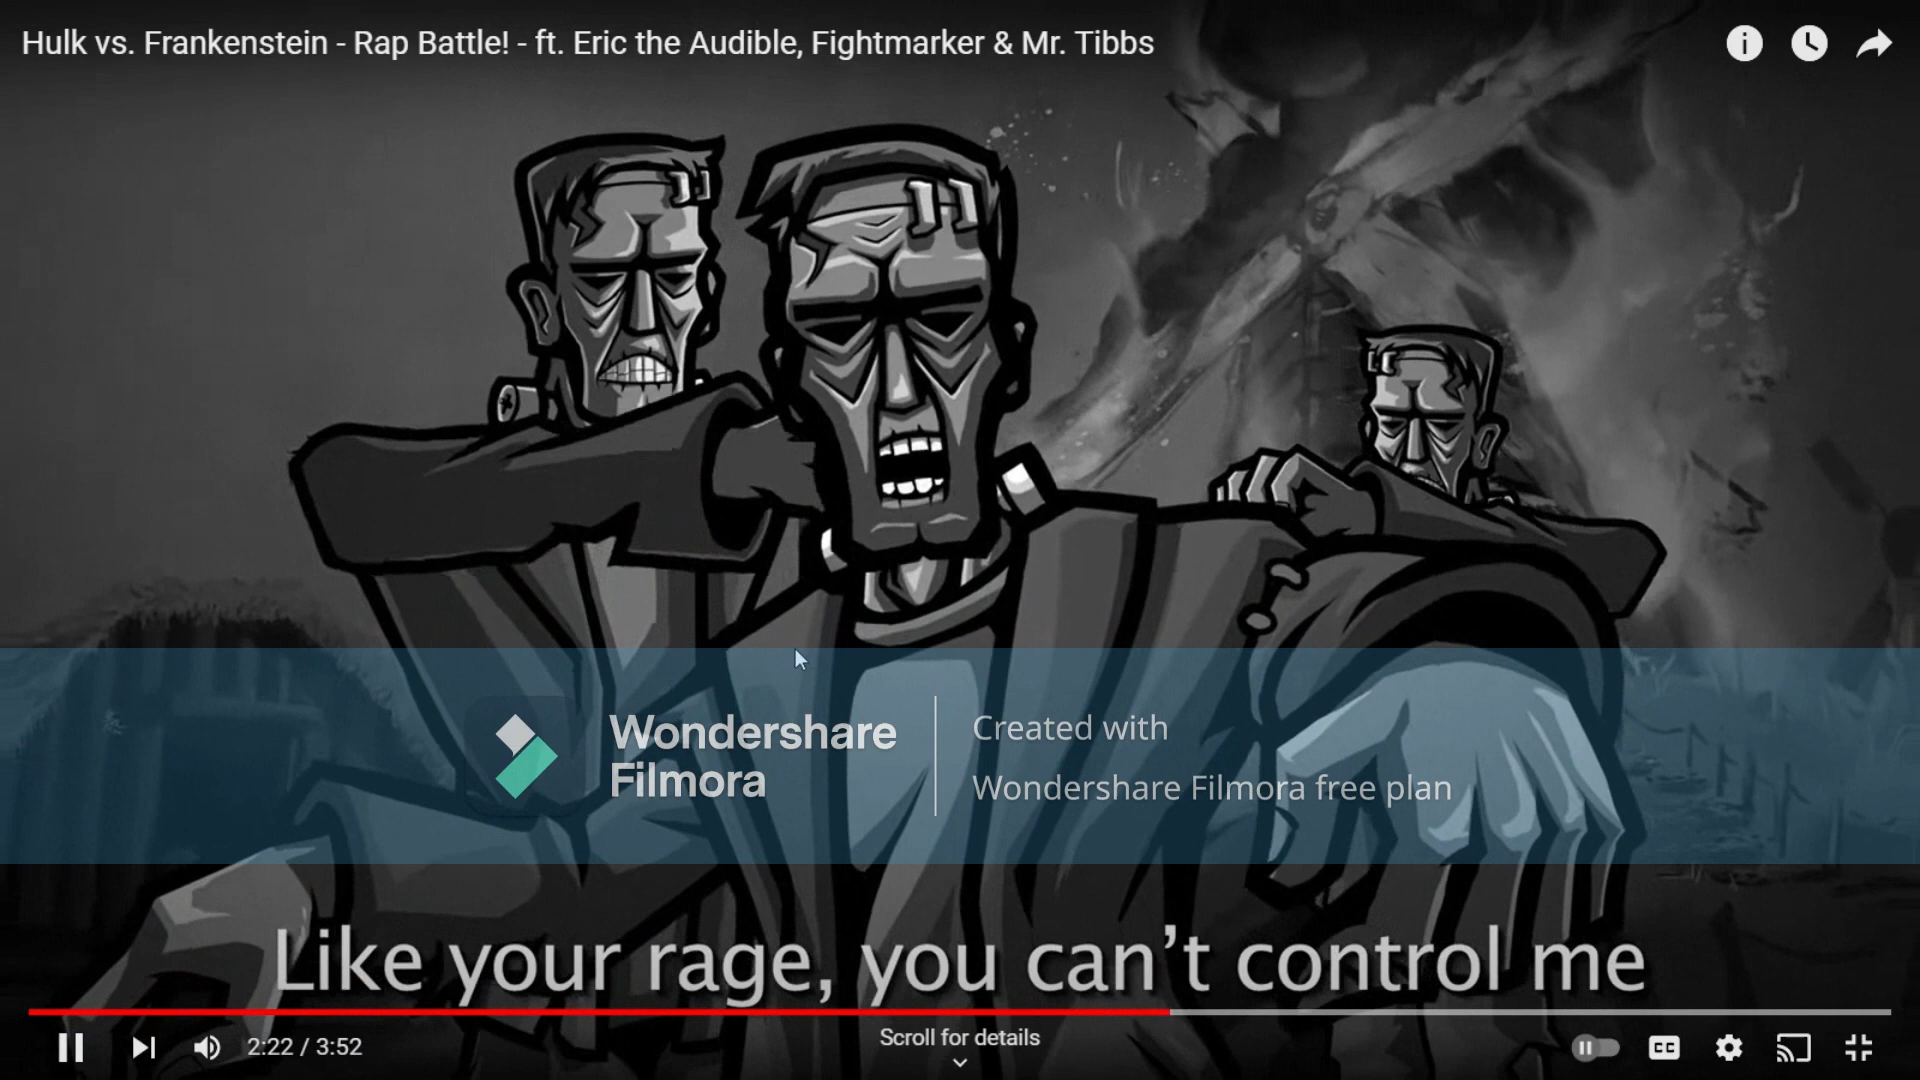 Hulk vs. Frankenstein - Rap Battle! - ft. Eric the Audible, Fightmarker & Mr. Tibbs
Wondershare
Filmora
Created with
Wondershare Filmora free plan
Like your rage, you can't control me
2:22 / 3:52
Scroll for details
CC